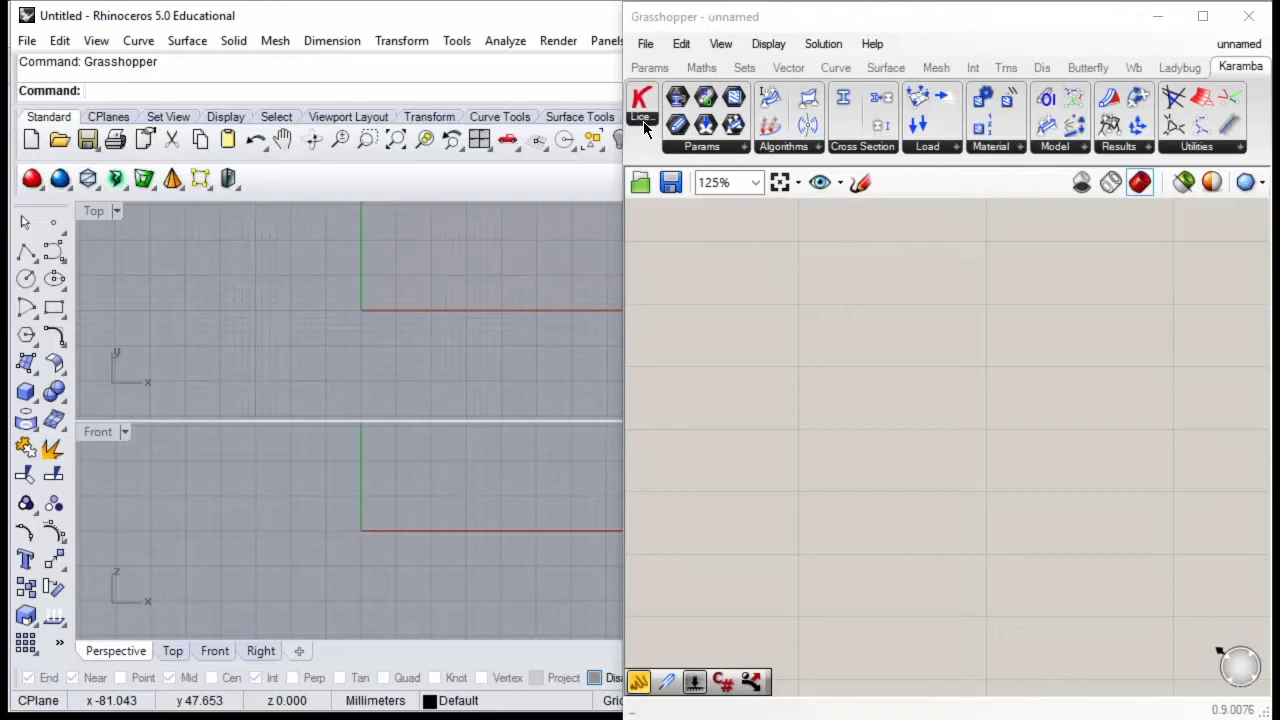 Untitled - Rhinoceros 5.0 Educational
File Edit View Curve Surface Solid Mesh Dimension Transform Tools Analyze Render Panels
Command: Grasshopper
Command:
Standard CPlanes Set View Display Select Viewport Layout Transform Curve Tools Surface Tools
Top
y
x
Front
z
x
Perspective Top Front Right
End Near Point Mid Cen Int Perp Tan Quad Knot Vertex Project
CPlane x -81.043 y 47.653 z 0.000 Millimeters Default
Grasshopper - unnamed
File Edit View Display Solution Help unnamed
Params Maths Sets Vector Curve Surface Mesh Int Trns Dis Butterfly Wb Ladybug Karamba
K
Lice...
Params Algorithms Cross Section Load Material Model Results Utilities
125%
C#
0.9.0076